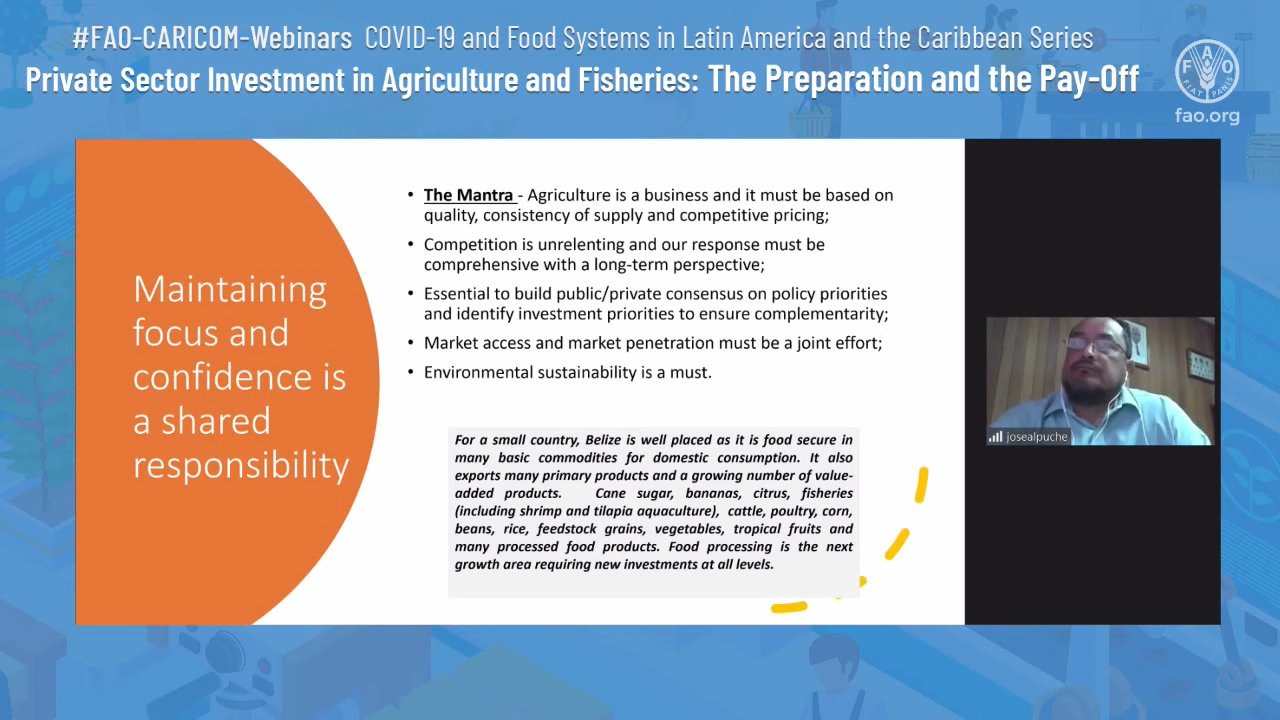 #FAO-CARICOM-Webinars COVID-19 and Food Systems in Latin America and the Caribbean Series
Private Sector Investment in Agriculture and Fisheries: The Preparation and the Pay-Off
F A O
FIAT PANIS
fao.org
Maintaining
focus and
confidence is
a shared
responsibility
• The Mantra - Agriculture is a business and it must be based on
quality, consistency of supply and competitive pricing;
• Competition is unrelenting and our response must be
comprehensive with a long-term perspective;
• Essential to build public/private consensus on policy priorities
and identify investment priorities to ensure complementarity;
• Market access and market penetration must be a joint effort;
• Environmental sustainability is a must.
For a small country, Belize is well placed as it is food secure in
many basic commodities for domestic consumption. It also
exports many primary products and a growing number of value-
added products. Cane sugar, bananas, citrus, fisheries
(including shrimp and tilapia aquaculture), cattle, poultry, corn,
beans, rice, feedstock grains, vegetables, tropical fruits and
many processed food products. Food processing is the next
growth area requiring new investments at all levels.
josealpuche